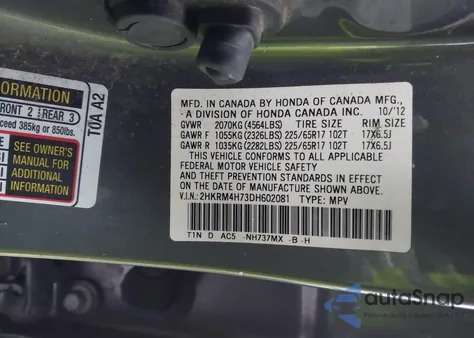 INFORMATION
FRONT 2 REAR 3
exceed 385kg or 850lbs.
SEE OWNER'S
MANUAL FOR
ADDITIONAL
INFORMATION
T0A A2
MFD. IN CANADA BY HONDA OF CANADA MFG.,
A DIVISION OF HONDA CANADA INC. 10/12
GVWR 2070KG (4564LBS) TIRE SIZE RIM SIZE
GAWR F 1055KG (2326LBS) 225/65R17 102T 17X6.5J
GAWR R 1035KG (2282LBS) 225/65R17 102T 17X6.5J
THIS VEHICLE CONFORMS TO ALL APPLICABLE
FEDERAL MOTOR VEHICLE SAFETY
AND THEFT PREVENTION STANDARDS IN EFFECT ON
THE DATE OF MANUFACTURE SHOWN ABOVE.
V.I.N.: 2HKRM4H73DH602081 TYPE: MPV
T1N D AC5 -NH737MX -B-H
autoSnap